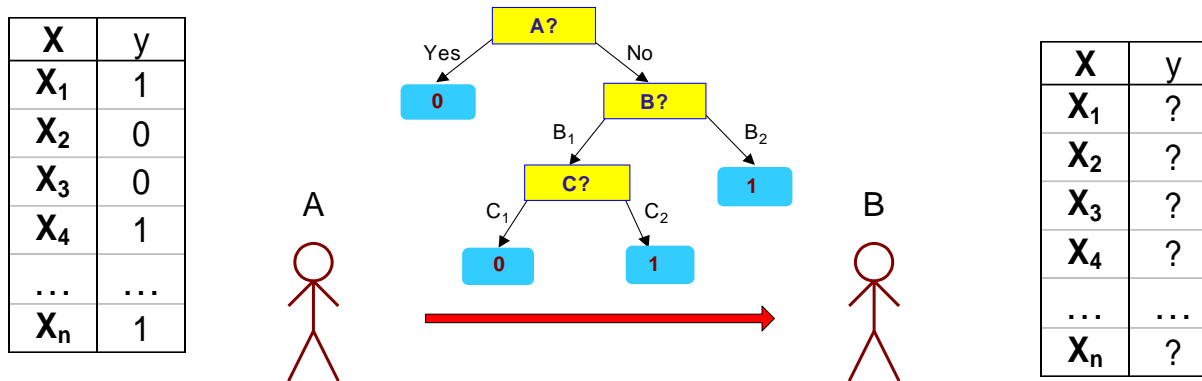 X y
X1 1
X2 0
X3 0
X4 1
... ...
Xn 1
A?
Yes No
0
B?
B1 B2
C?
1
C1 C2
0 1
A
B
X y
X1 ?
X2 ?
X3 ?
X4 ?
... ...
Xn ?